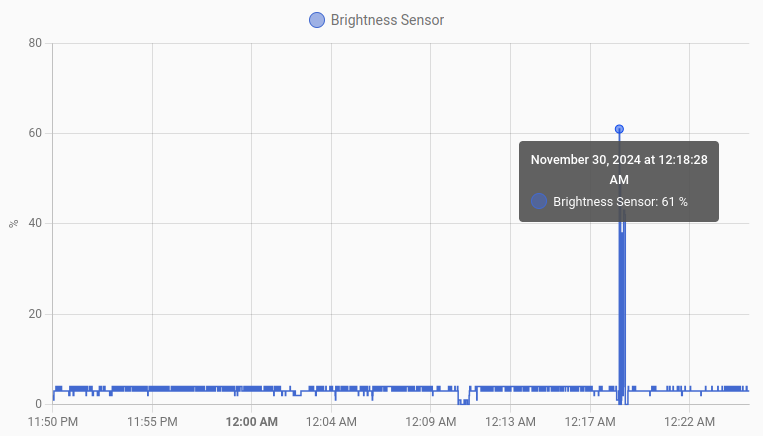 Brightness Sensor
80
60
November 30, 2024 at 12:18:28
AM
Brightness Sensor: 61 %
40
%
20
0
11:50 PM 11:55 PM 12:00 AM 12:04 AM 12:09 AM 12:13 AM 12:17 AM 12:22 AM